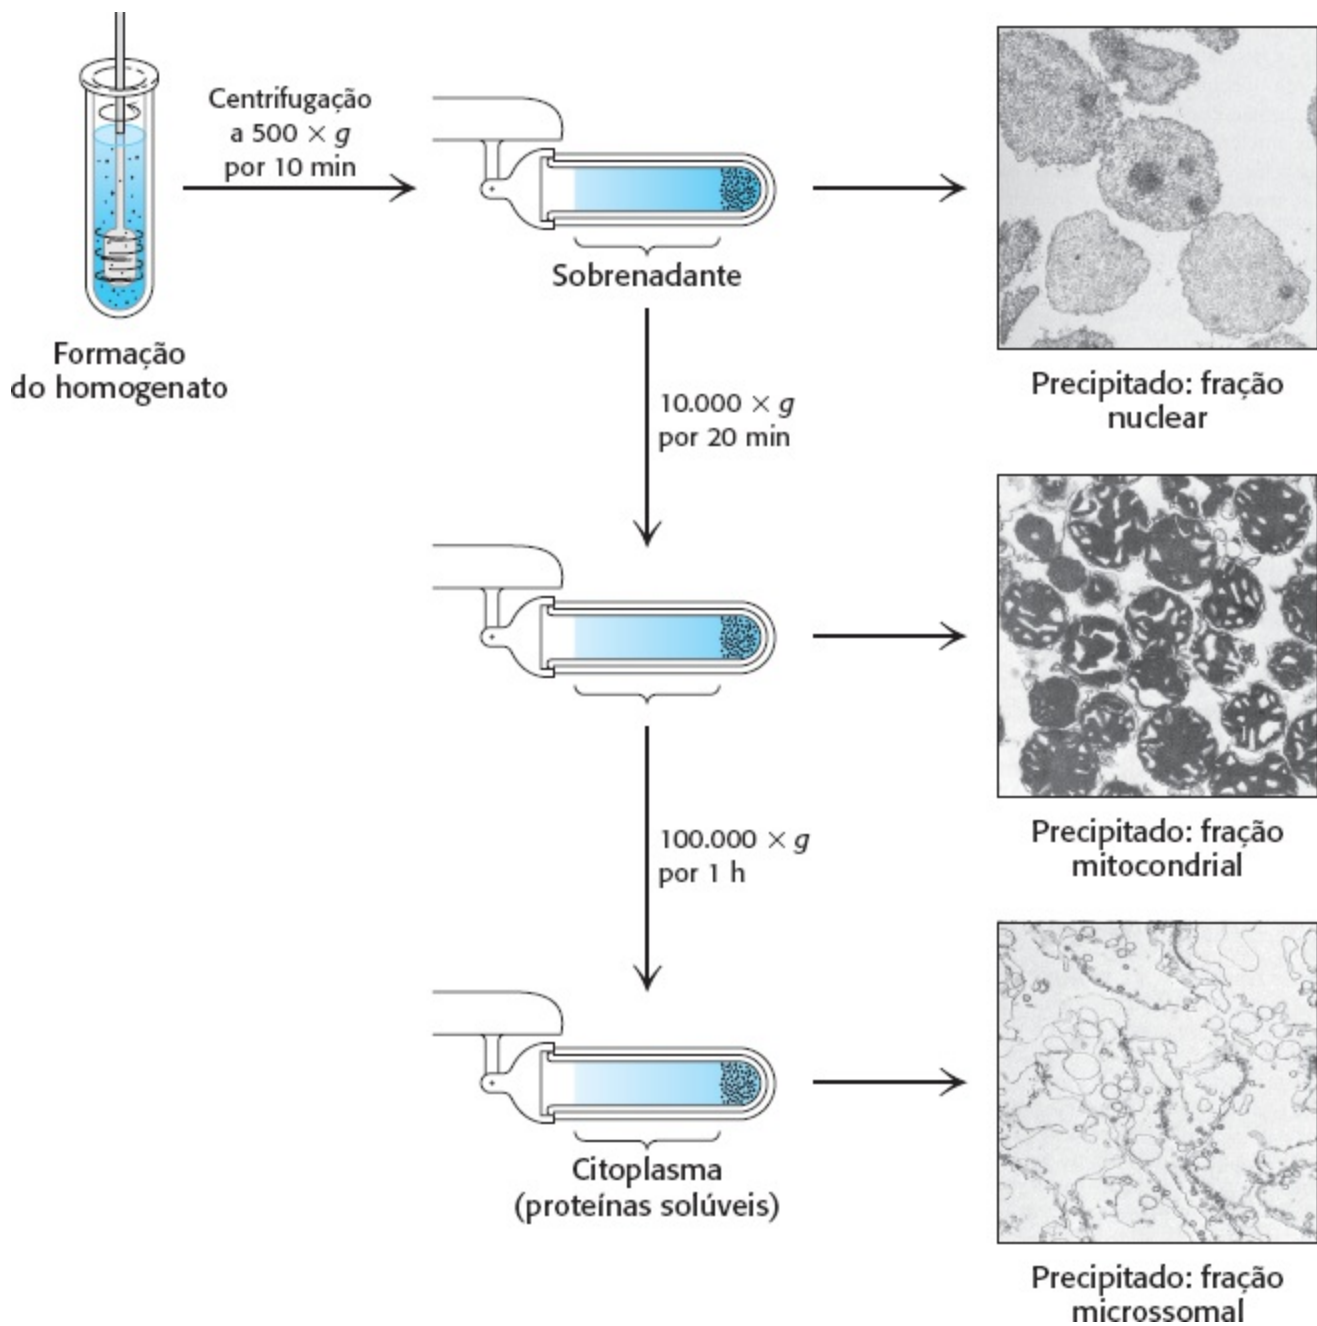 Centrifugação
a 500 × g
por 10 min
Formação
do homogenato
Sobrenadante
Precipitado: fração
nuclear
10.000 × g
por 20 min
Precipitado: fração
mitocondrial
100.000 × g
por 1 h
Citoplasma
(proteínas solúveis)
Precipitado: fração
microssomal